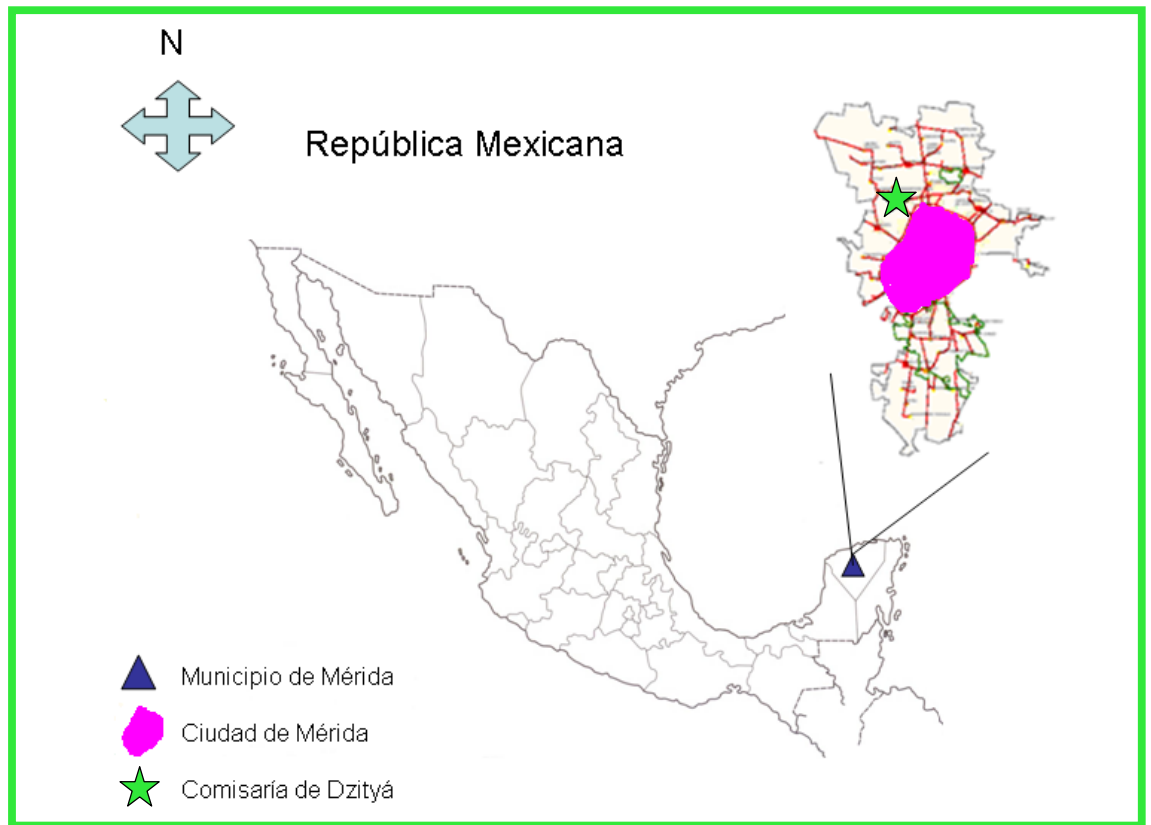 N
República Mexicana
Municipio de Mérida
Ciudad de Mérida
Comisaría de Dzityá